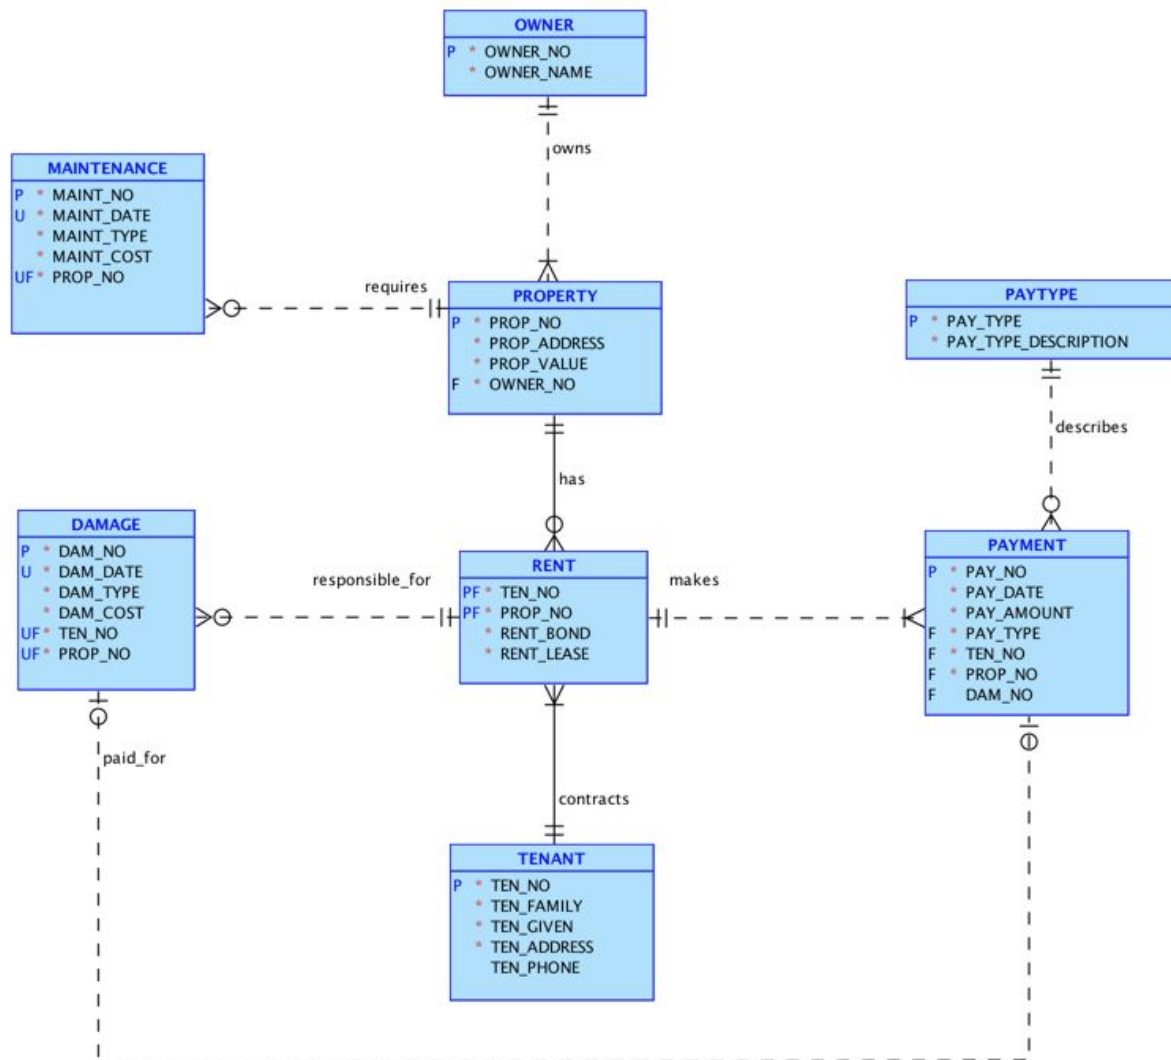 OWNER
P * OWNER_NO
* OWNER_NAME
owns
MAINTENANCE
P * MAINT_NO
U * MAINT_DATE
* MAINT_TYPE
* MAINT_COST
UF * PROP_NO
requires
PROPERTY
P * PROP_NO
* PROP_ADDRESS
* PROP_VALUE
F * OWNER_NO
PAYTYPE
P * PAY_TYPE
* PAY_TYPE_DESCRIPTION
describes
has
DAMAGE
P * DAM_NO
U * DAM_DATE
* DAM_TYPE
* DAM_COST
UF * TEN_NO
UF * PROP_NO
responsible_for
RENT
PF * TEN_NO
PF * PROP_NO
* RENT_BOND
* RENT_LEASE
makes
PAYMENT
P * PAY_NO
* PAY_DATE
* PAY_AMOUNT
F * PAY_TYPE
F * TEN_NO
F * PROP_NO
F DAM_NO
paid_for
contracts
TENANT
P * TEN_NO
* TEN_FAMILY
* TEN_GIVEN
* TEN_ADDRESS
TEN_PHONE